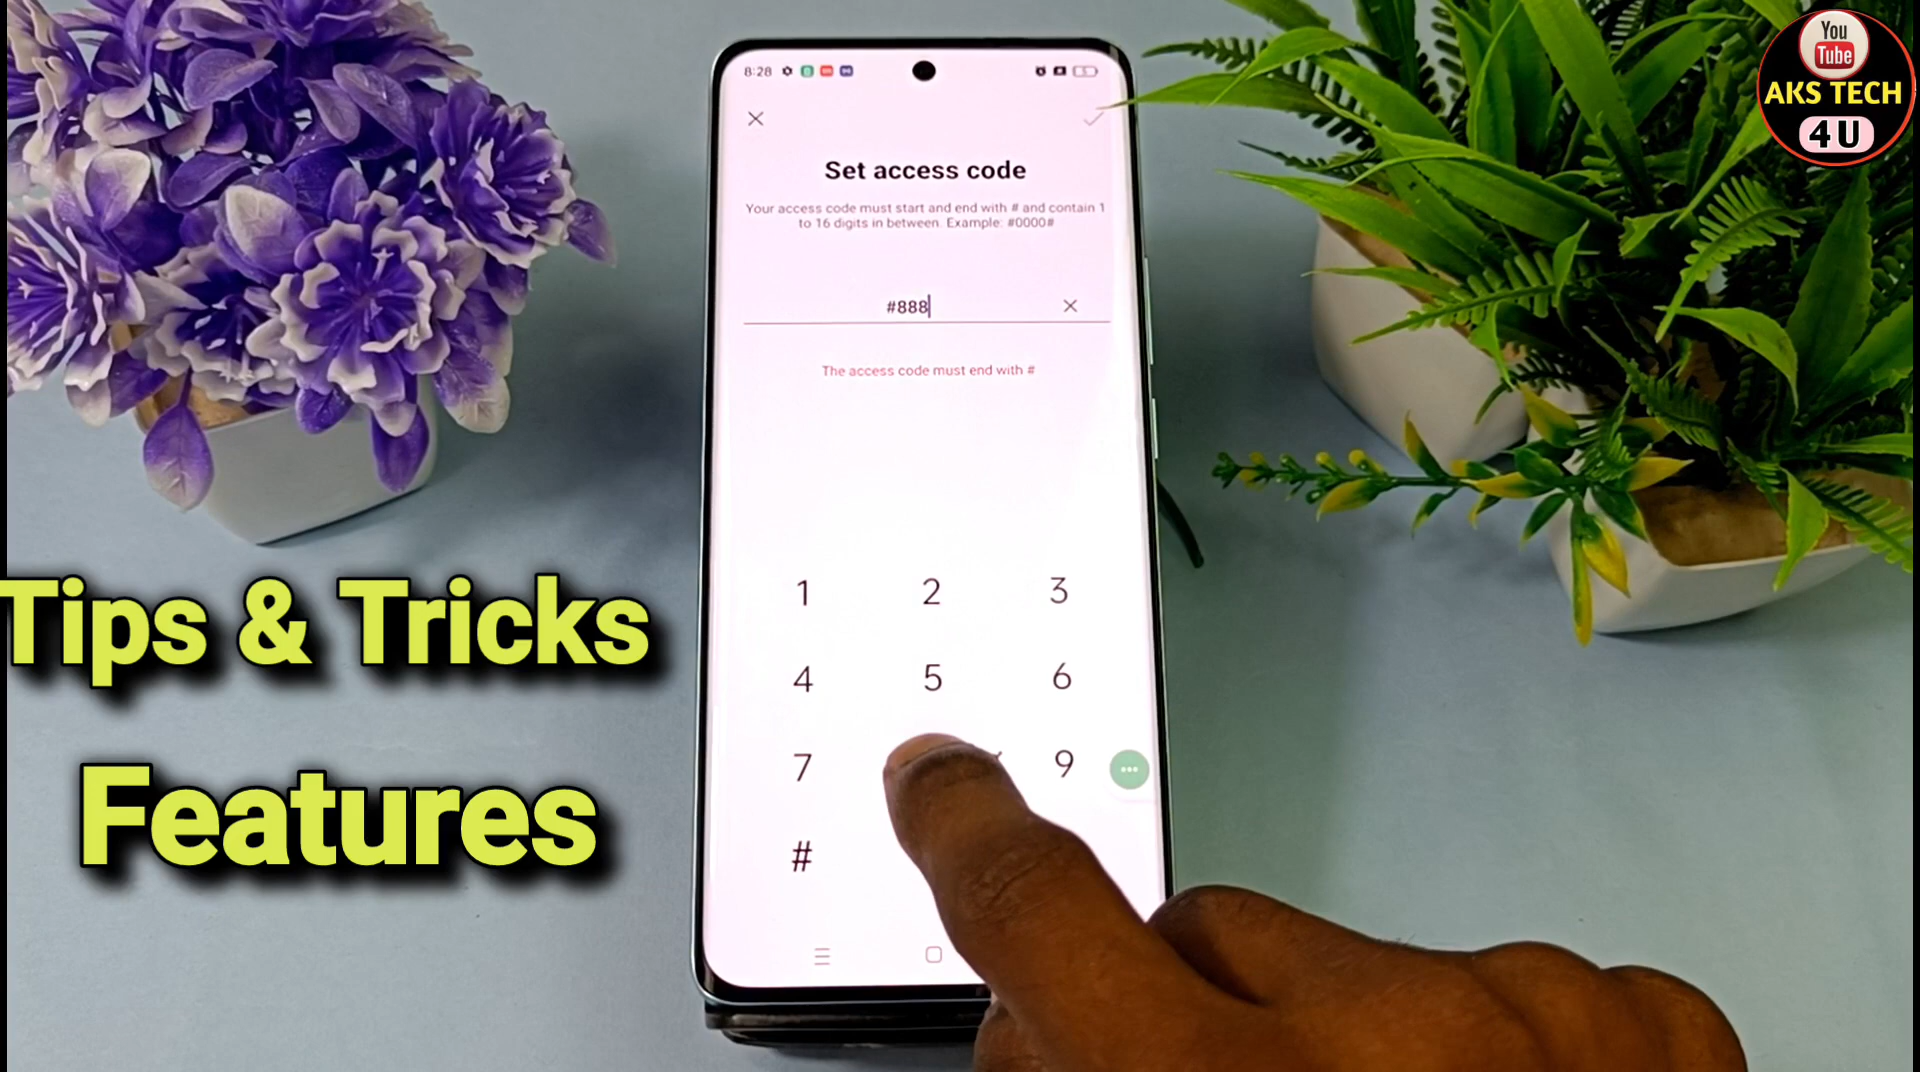 You
Tube
AKS TECH
4U
8:28
Set access code
Your access code must start and end with # and contain 1
to 16 digits in between. Example: #0000#
#888
The access code must end with #
1 2 3
4 5 6
7 9
#
Tips & Tricks
Features